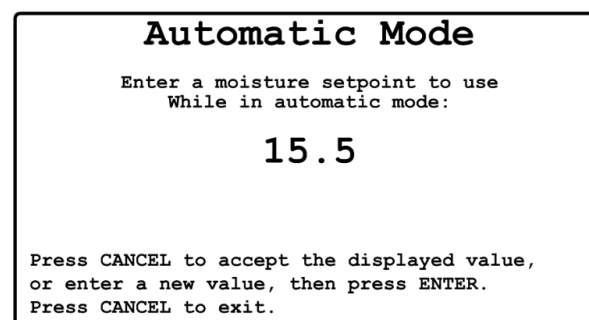 Automatic Mode
Enter a moisture setpoint to use
While in automatic mode:
15.5
Press CANCEL to accept the displayed value,
or enter a new value, then press ENTER.
Press CANCEL to exit.